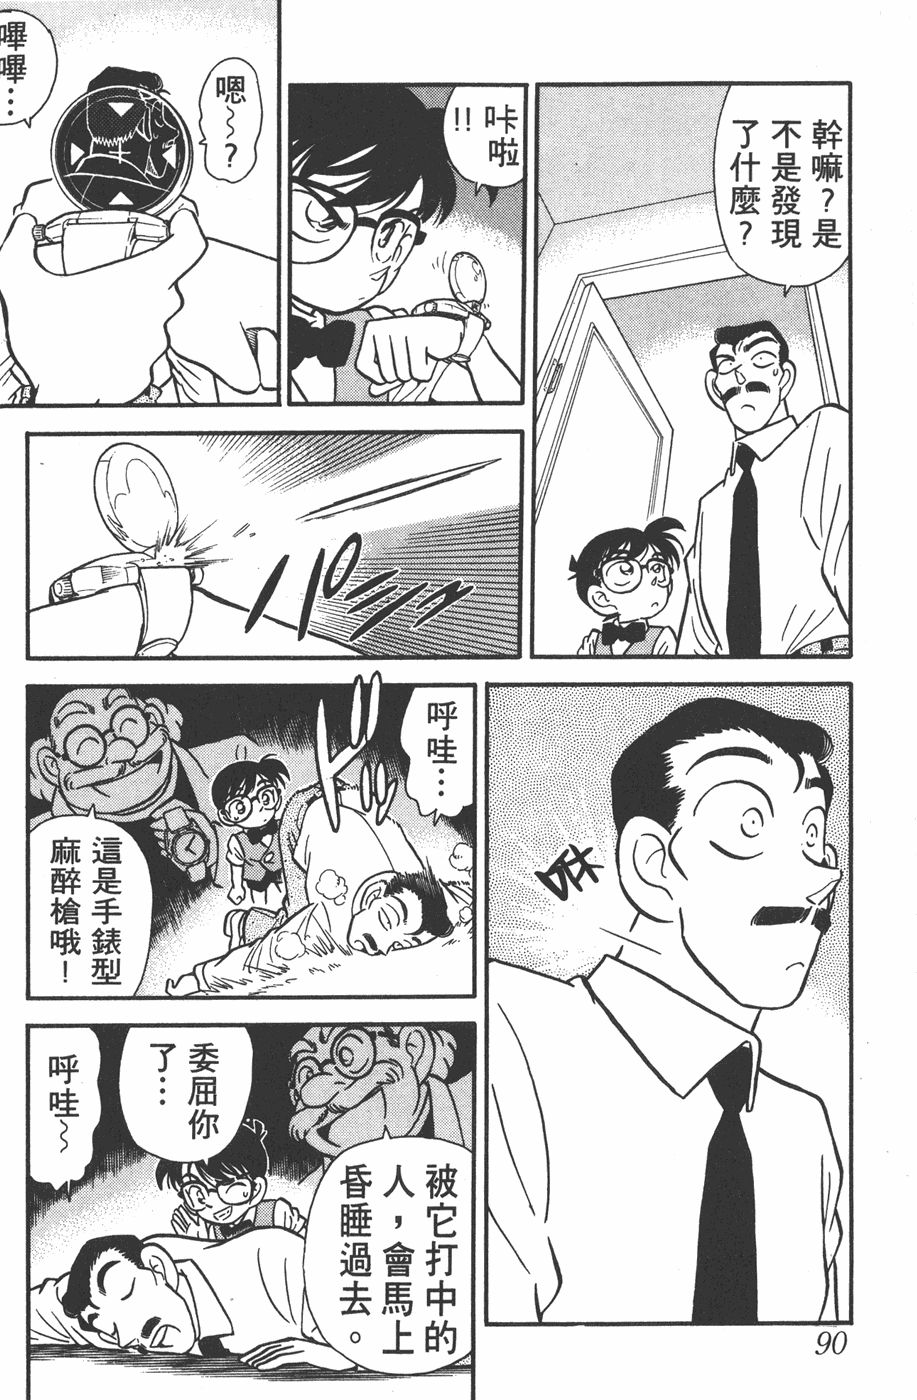 幹嘛？是
不是發現
了什麼？
咔啦
!!
嗯～？
嗶
嗶…
パシュッ
呼哇…
這是手錶型
麻醉槍哦！
被它打中的
人，會馬上
昏睡過去。
委屈你
了…
呼哇～
90